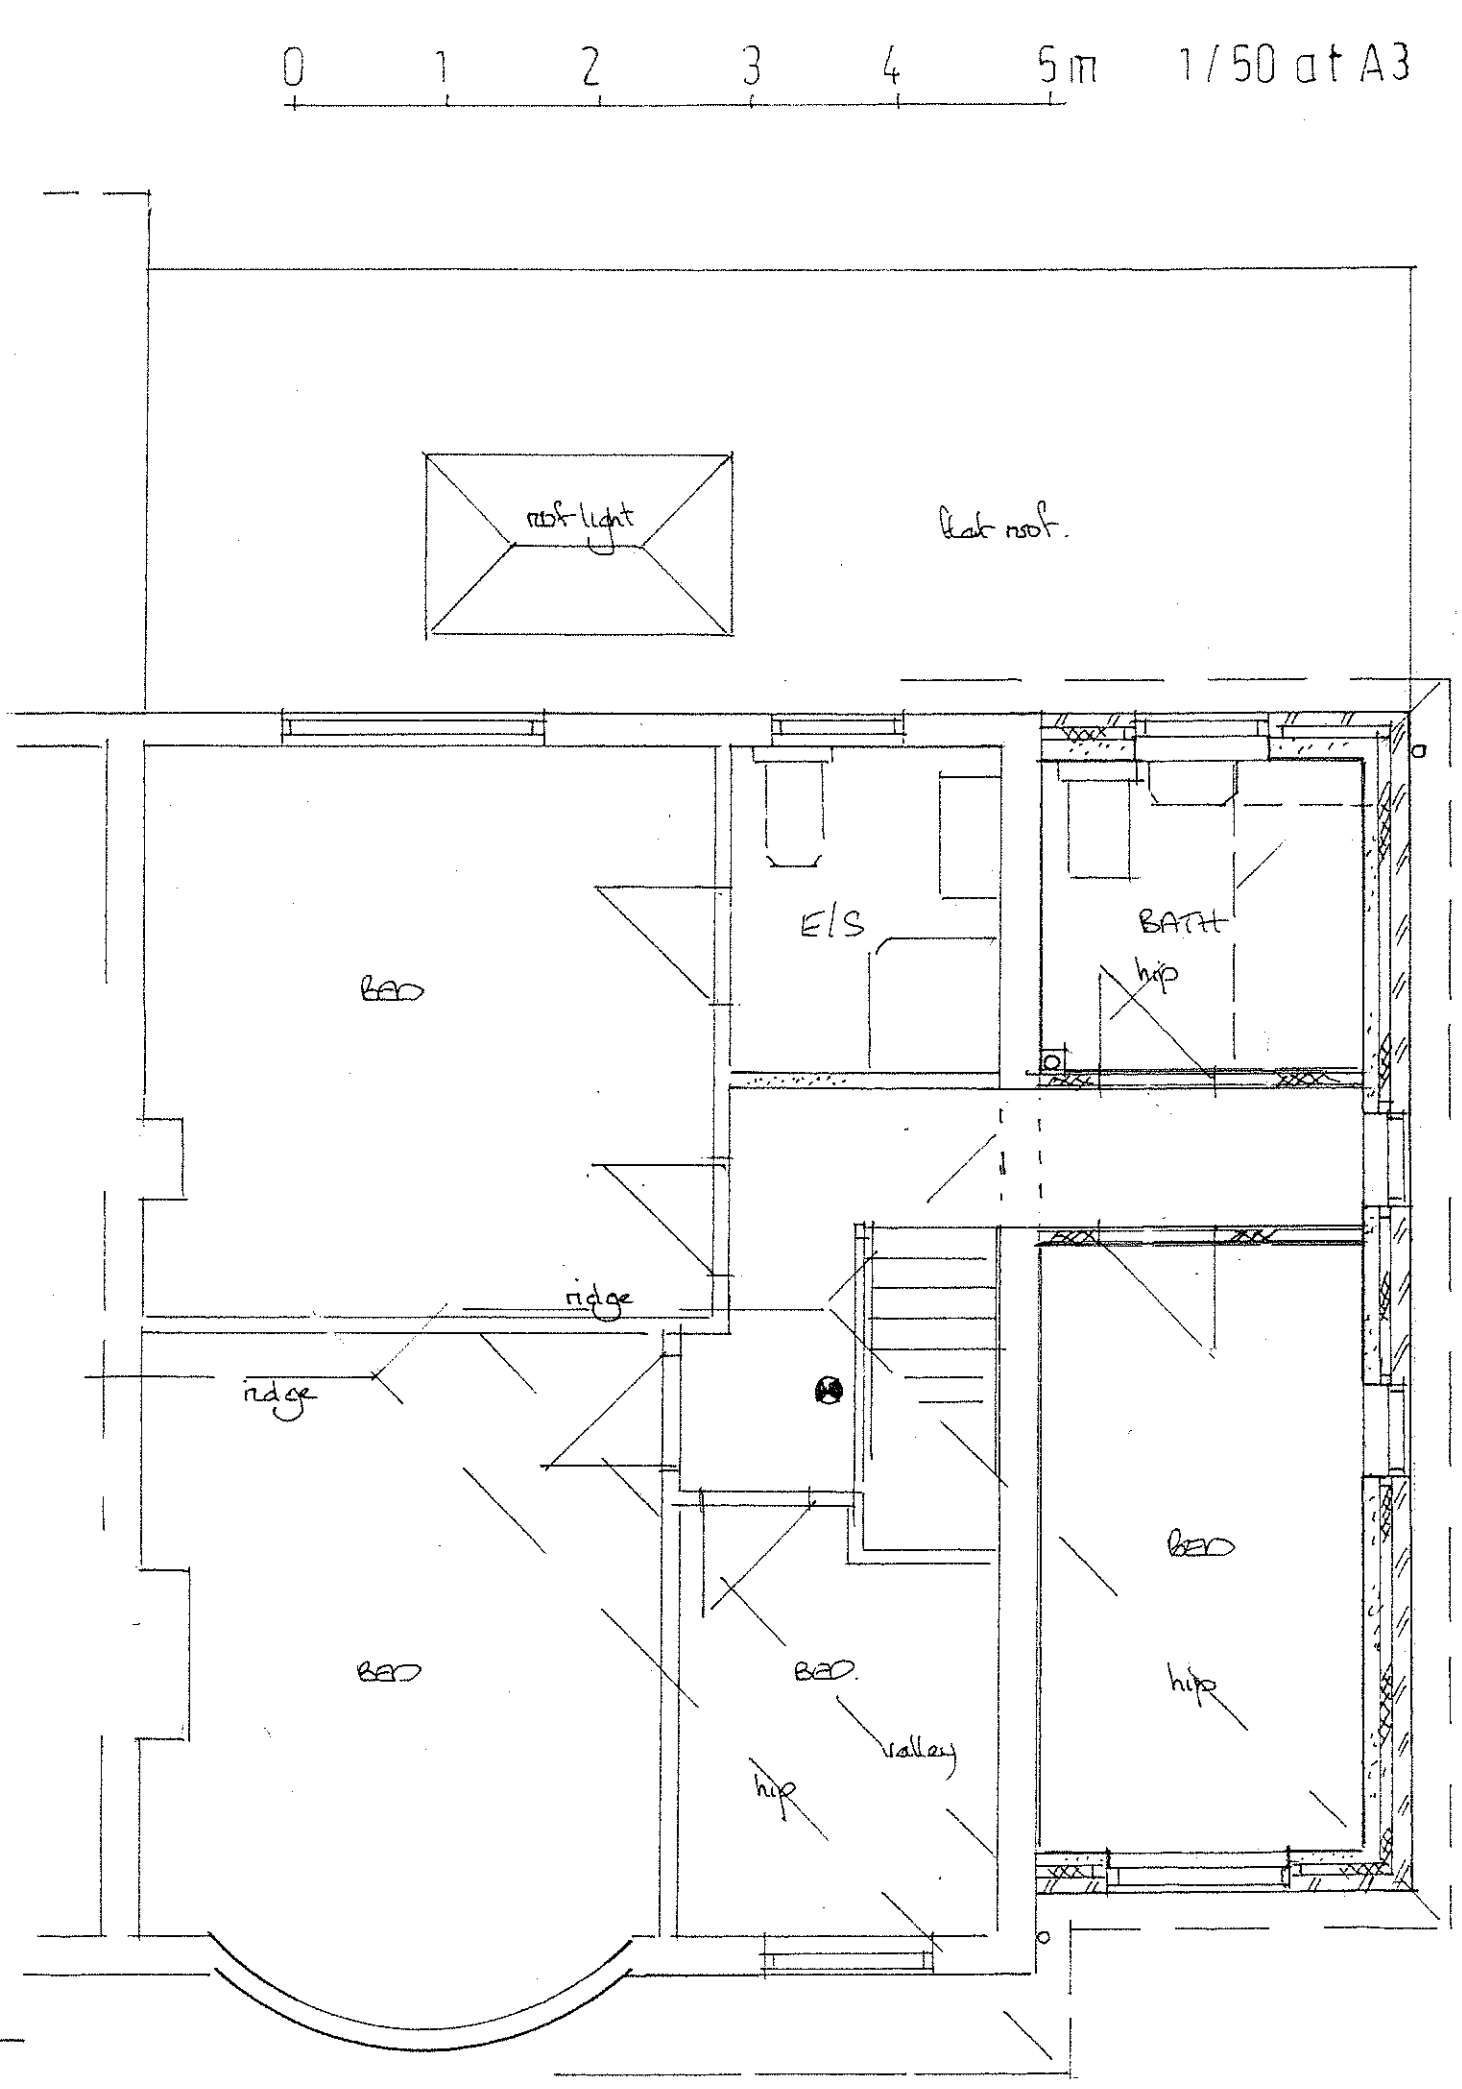 0 1 2 3 4 5m 1/50 at A3
roof light
flat roof.
E/S
BATH
hip
BED
ridge
ridge
BED
BED
BED.
hip
valley
hip